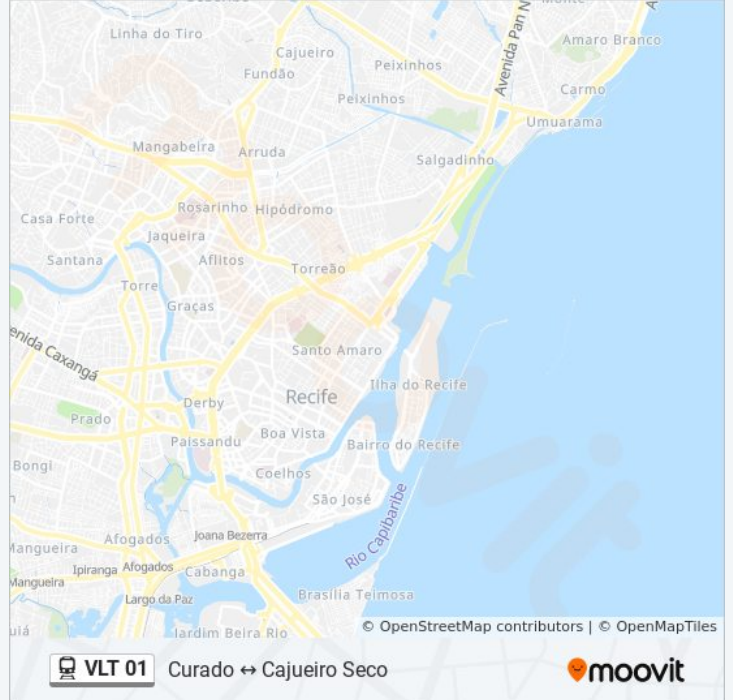 Linha do Tiro
Amaro Branco
Cajueiro
Peixinhos
Fundão
Avenida Pan N
Carmo
Peixinhos
Umuarama
Mangabeira
Arruda
Salgadinho
Rosarinho
Hipódromo
Casa Forte
Jaqueira
Santana
Aflitos
Torreão
Torre
Graças
enida Caxangá
Santo Amaro
Ilha do Recife
Recife
Derby
Prado
Boa Vista
Paissandu
Bairro do Recife
Bongi
Coelhos
São José
Rio Capibaribe
Joana Bezerra
Afogados
Mangueira
Ipiranga
Afogados
Cabanga
Mangueira
Largo da Paz
Brasília Teimosa
uiá
Jardim Beira Rio
© OpenStreetMap contributors | © OpenMapTiles
VLT 01
Curado ↔ Cajueiro Seco
moovit